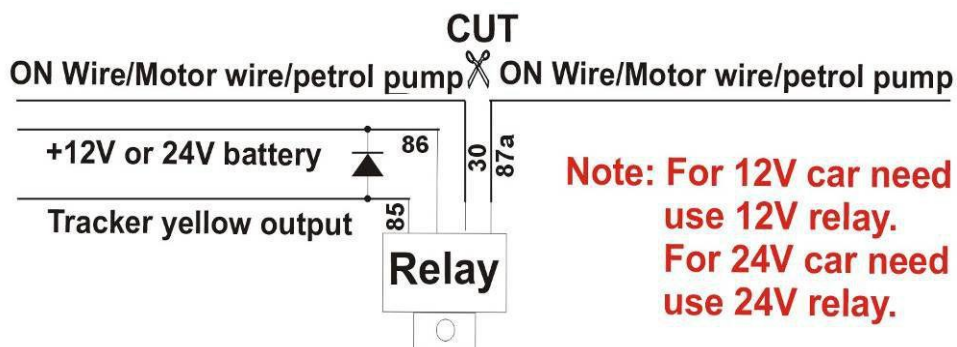 CUT
ON Wire/Motor wire/petrol pump ON Wire/Motor wire/petrol pump
+12V or 24V battery
86
30
87a
Tracker yellow output
85
Relay
Note: For 12V car need
use 12V relay.
For 24V car need
use 24V relay.